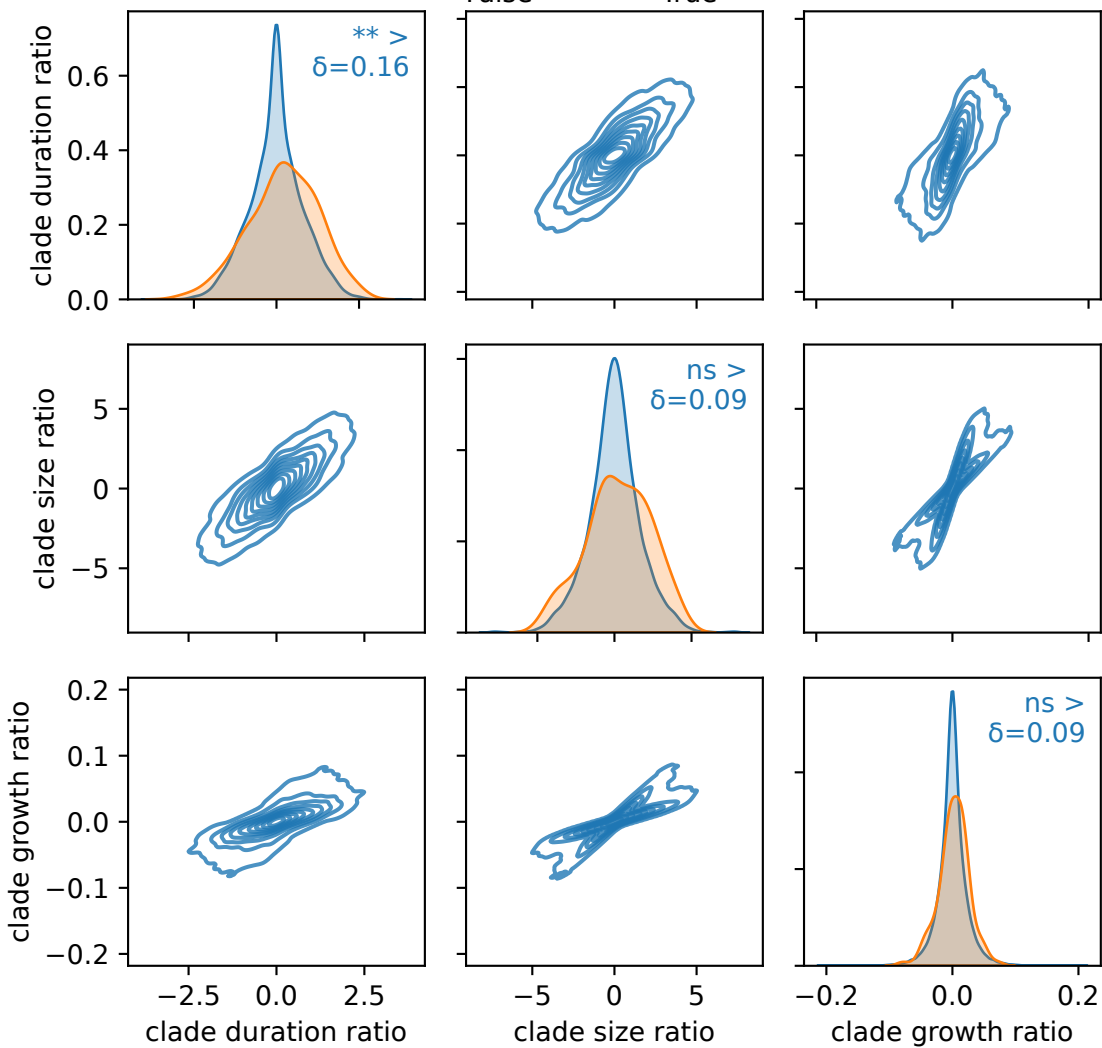 False True
clade duration ratio
0.6
0.4
0.2
0.0
** >
δ=0.16
clade size ratio
5
0
−5
ns >
δ=0.09
clade growth ratio
0.2
0.1
0.0
−0.1
−0.2
ns >
δ=0.09
−2.5 0.0 2.5
−5 0 5
−0.2 0.0 0.2
clade duration ratio
clade size ratio
clade growth ratio